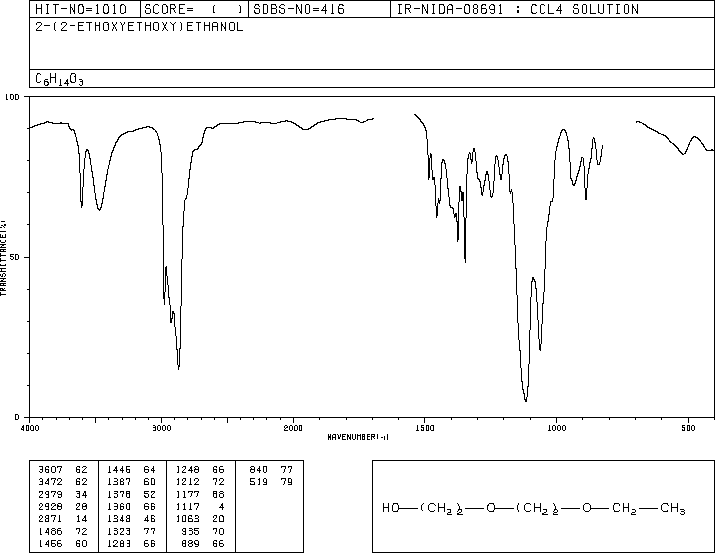 HIT-NO=1010 SCORE= ( ) SDBS-NO=416 IR-NIDA-08691 : CCL4 SOLUTION
2-(2-ETHOXYETHOXY)ETHANOL
C6H14O3
100
50
0
TRANSMITTANCE(%)
4000 3000 2000 1500 1000 500
WAVENUMBER(-1)
3607 62 1446 64 1248 66 840 77
3472 62 1387 60 1212 72 519 79
2979 34 1378 52 1177 68
2928 28 1360 66 1117 4
2871 14 1348 46 1063 20
1486 72 1323 77 935 70
1456 60 1283 66 889 66
HO—(CH2)2—O—(CH2)2—O—CH2—CH3